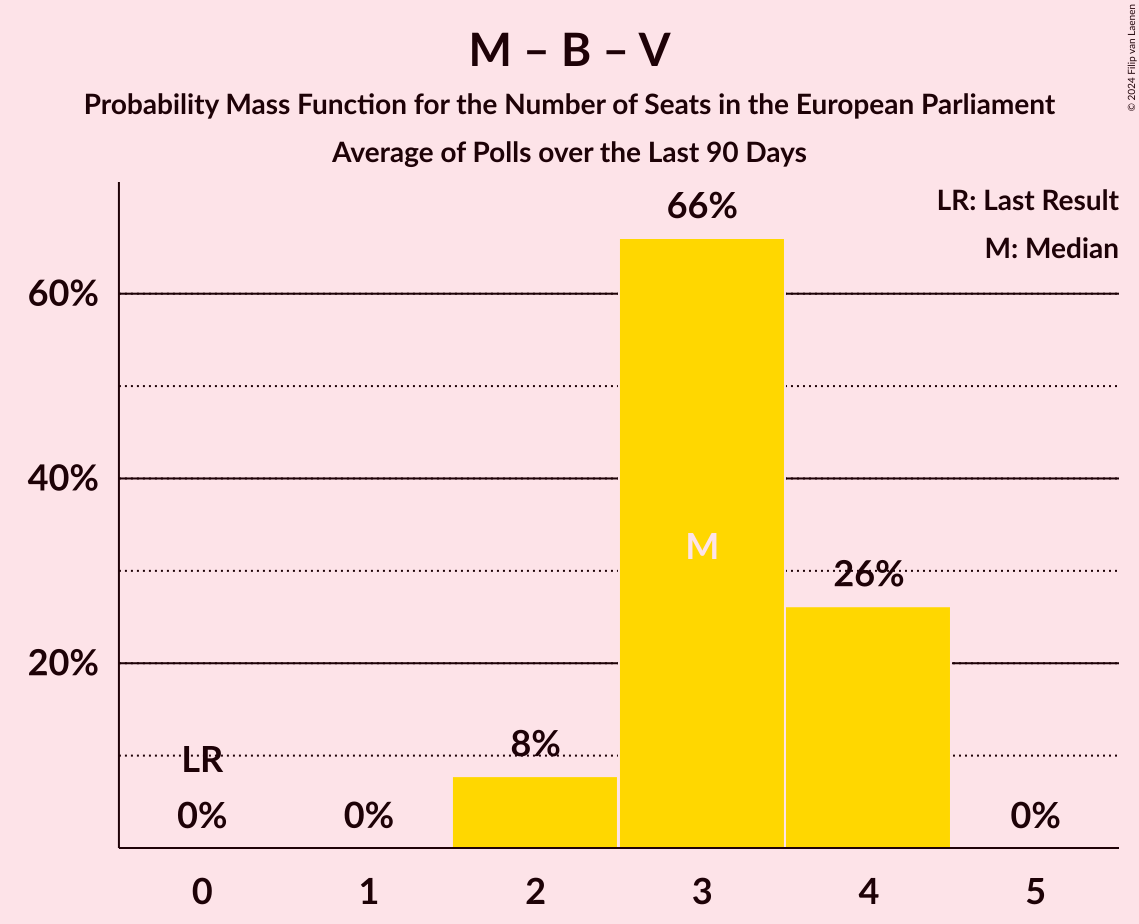 M – B – V
Probability Mass Function for the Number of Seats in the European Parliament
Average of Polls over the Last 90 Days
© 2024 Filip van Laenen
LR: Last Result
M: Median
66%
60%
40%
M
26%
20%
8%
LR
0%
0%
0%
0 1 2 3 4 5